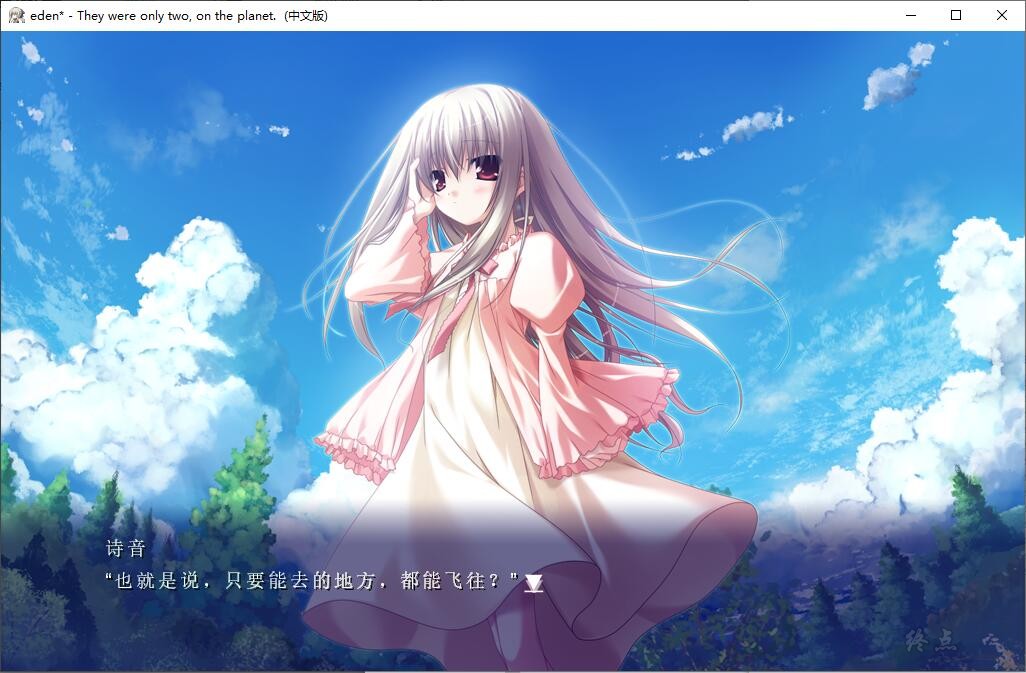 eden* - They were only two, on the planet. (中文版)
诗音
“也就是说，只要能去的地方，都能飞往？”
终点